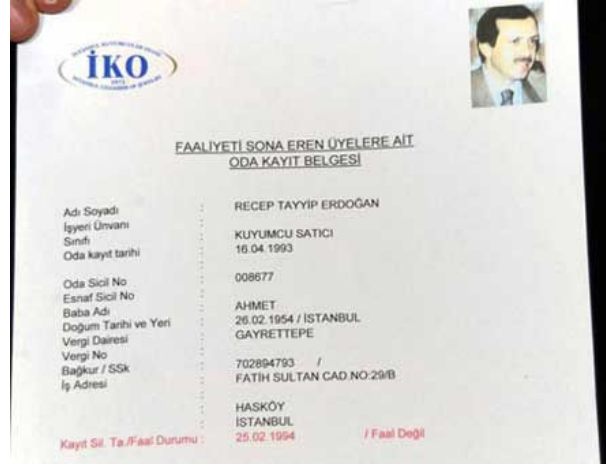 İKO
FAALİYETİ SONA EREN ÜYELERE AİT
ODA KAYIT BELGESİ
Adı Soyadı : RECEP TAYYİP ERDOĞAN
İşyeri Ünvanı :
Sınıfı : KUYUMCU SATICI
Oda kayıt tarihi : 16.04.1993
Oda Sicil No : 008677
Esnaf Sicil No :
Baba Adı : AHMET
Doğum Tarihi ve Yeri : 26.02.1954 / İSTANBUL
Vergi Dairesi : GAYRETTEPE
Vergi No :
Bağkur / SSk : 702894793 /
İş Adresi : FATİH SULTAN CAD.NO:29/B
: HASKÖY
: İSTANBUL
Kayıt Sil. Ta./Faal Durumu : 25.02.1994 / Faal Değil